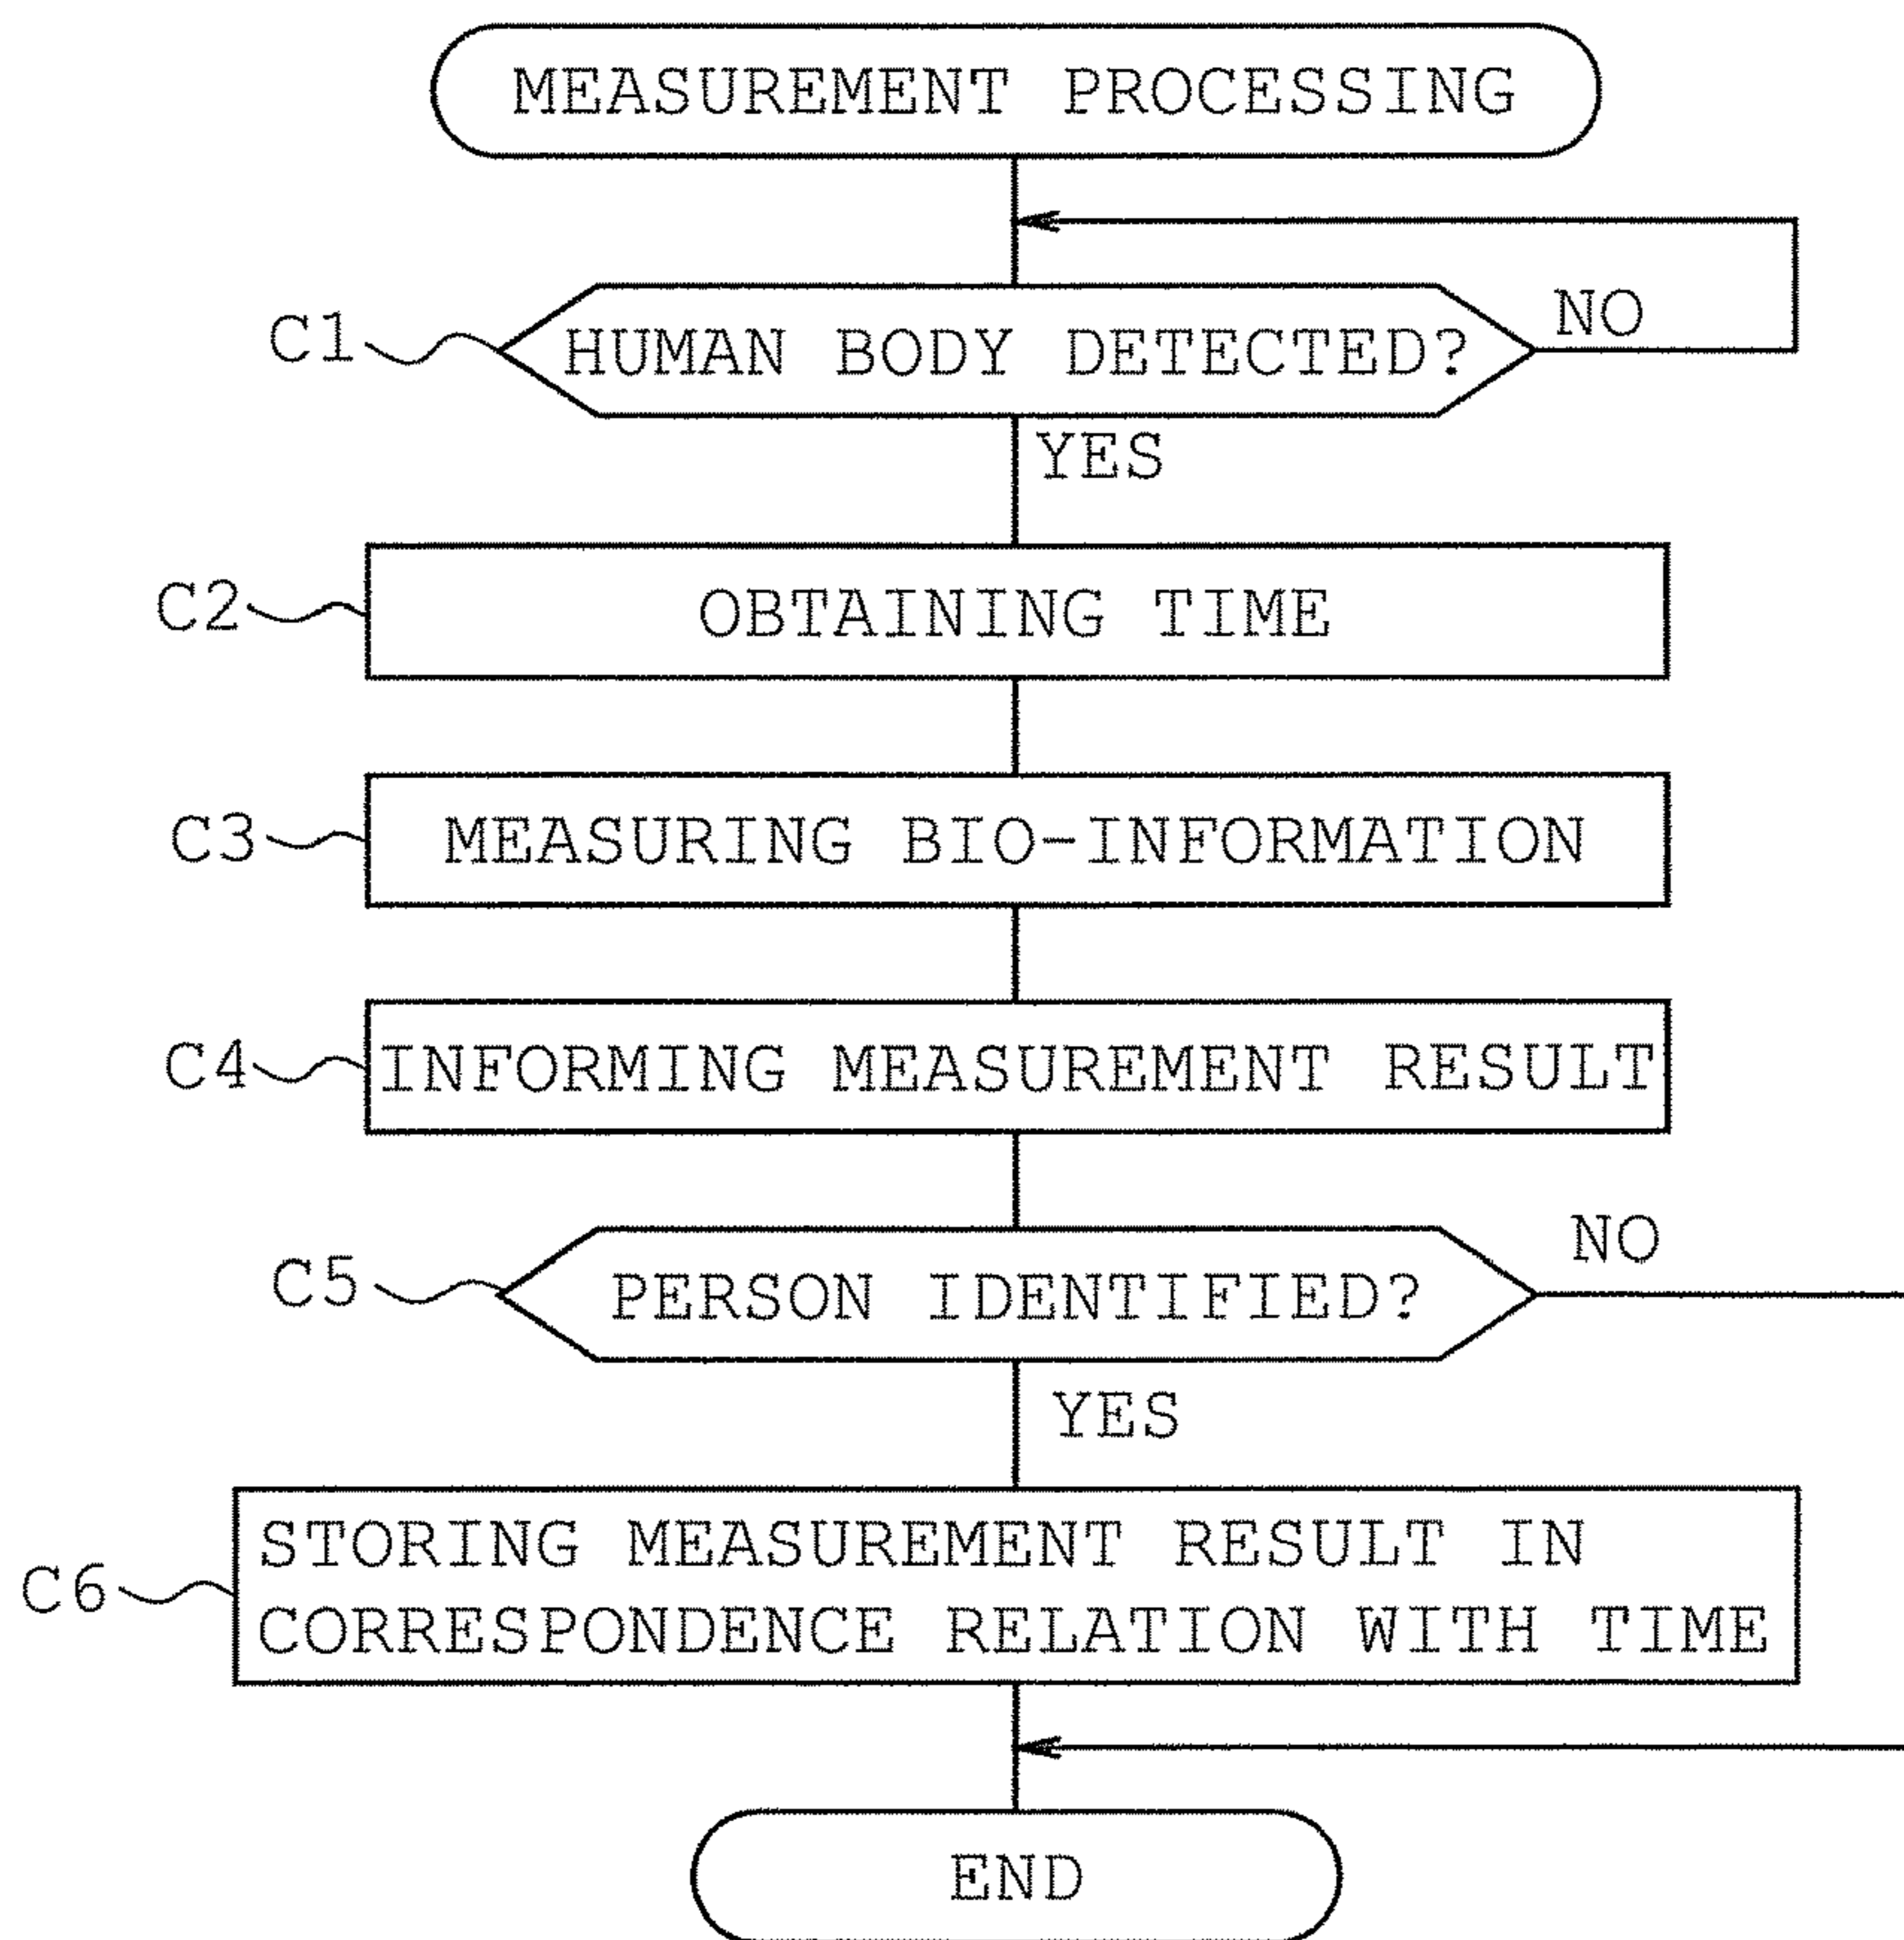 MEASUREMENT PROCESSING
C1
HUMAN BODY DETECTED?
NO
YES
C2
OBTAINING TIME
C3
MEASURING BIO-INFORMATION
C4
INFORMING MEASUREMENT RESULT
C5
PERSON IDENTIFIED?
NO
YES
C6
STORING MEASUREMENT RESULT IN
CORRESPONDENCE RELATION WITH TIME
END